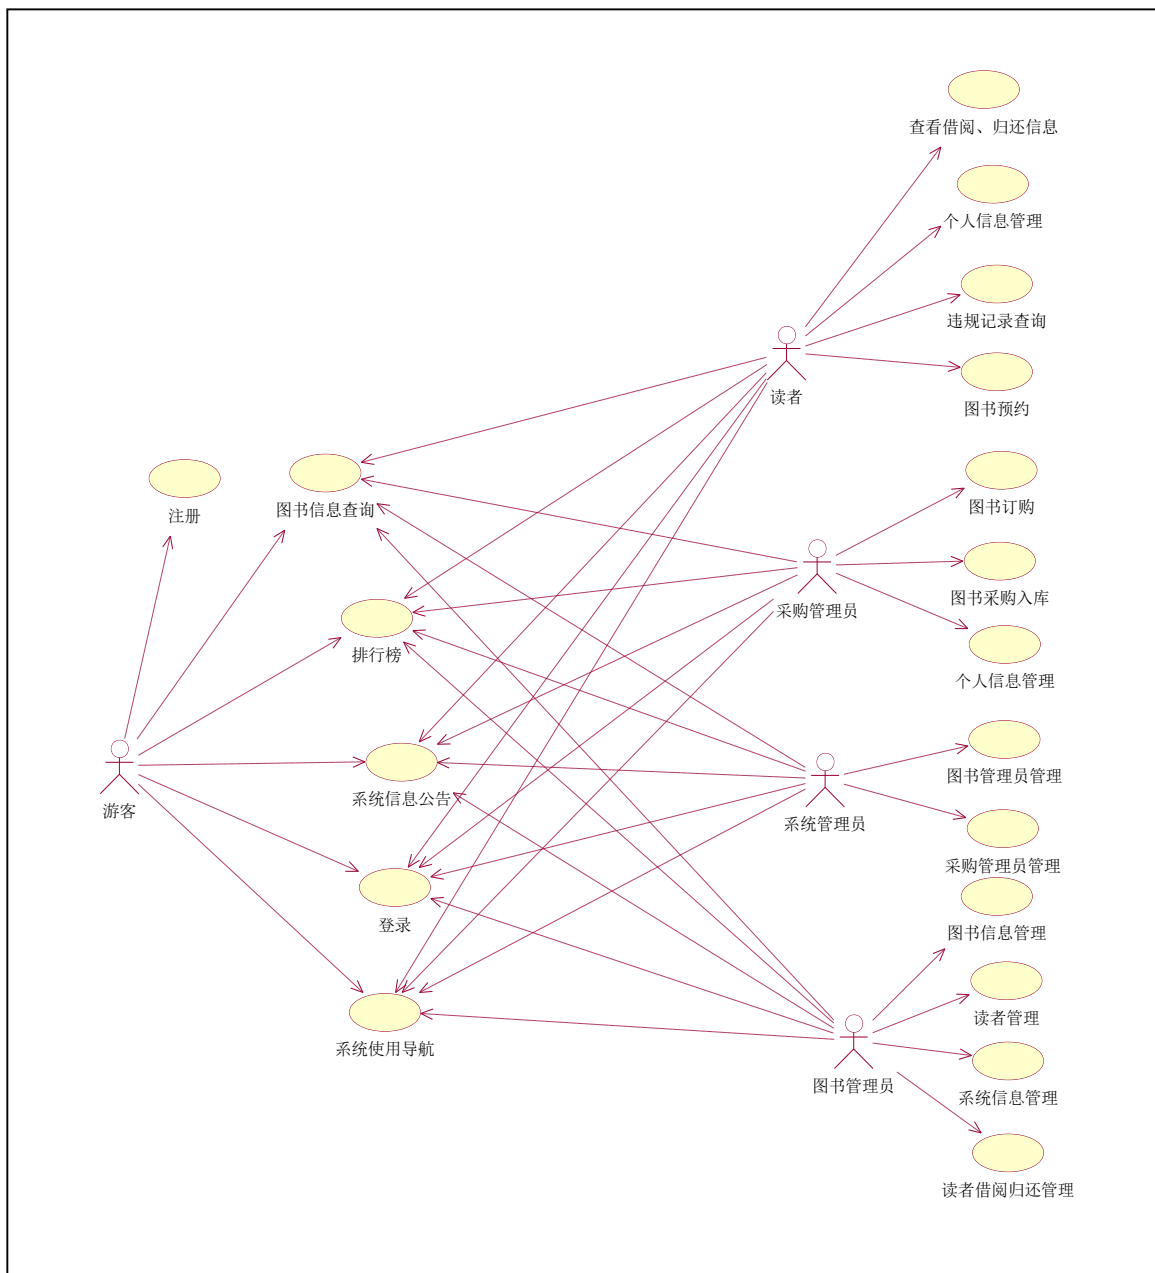 查看借阅、归还信息
个人信息管理
违规记录查询
读者
图书预约
注册
图书信息查询
图书订购
图书采购入库
采购管理员
排行榜
个人信息管理
图书管理员管理
系统信息公告
游客
系统管理员
采购管理员管理
登录
图书信息管理
读者管理
系统使用导航
图书管理员
系统信息管理
读者借阅归还管理